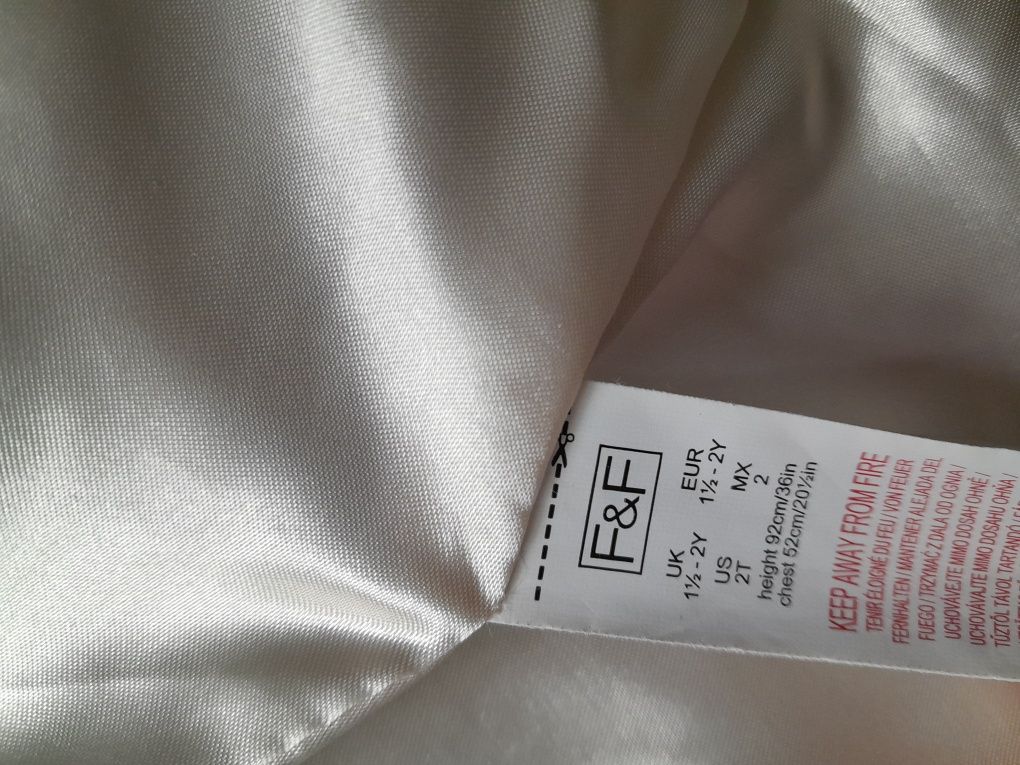 F&F
UK EUR
1½ - 2Y 1½ - 2Y
US MX
2T 2
height 92cm/36in
chest 52cm/20½in
KEEP AWAY FROM FIRE
TENIR ÉLOIGNÉ DU FEU / VON FEUER
FERNHALTEN / MANTENER ALEJADA DEL
FUEGO / TRZYMAĆ Z DALA OD OGNIA /
UCHOVÁVEJTE MIMO DOSAH OHNĚ /
UCHOVÁVAJTE MIMO DOSAHU OHŇA /
TŰZTŐL TÁVOL TARTANDÓ /